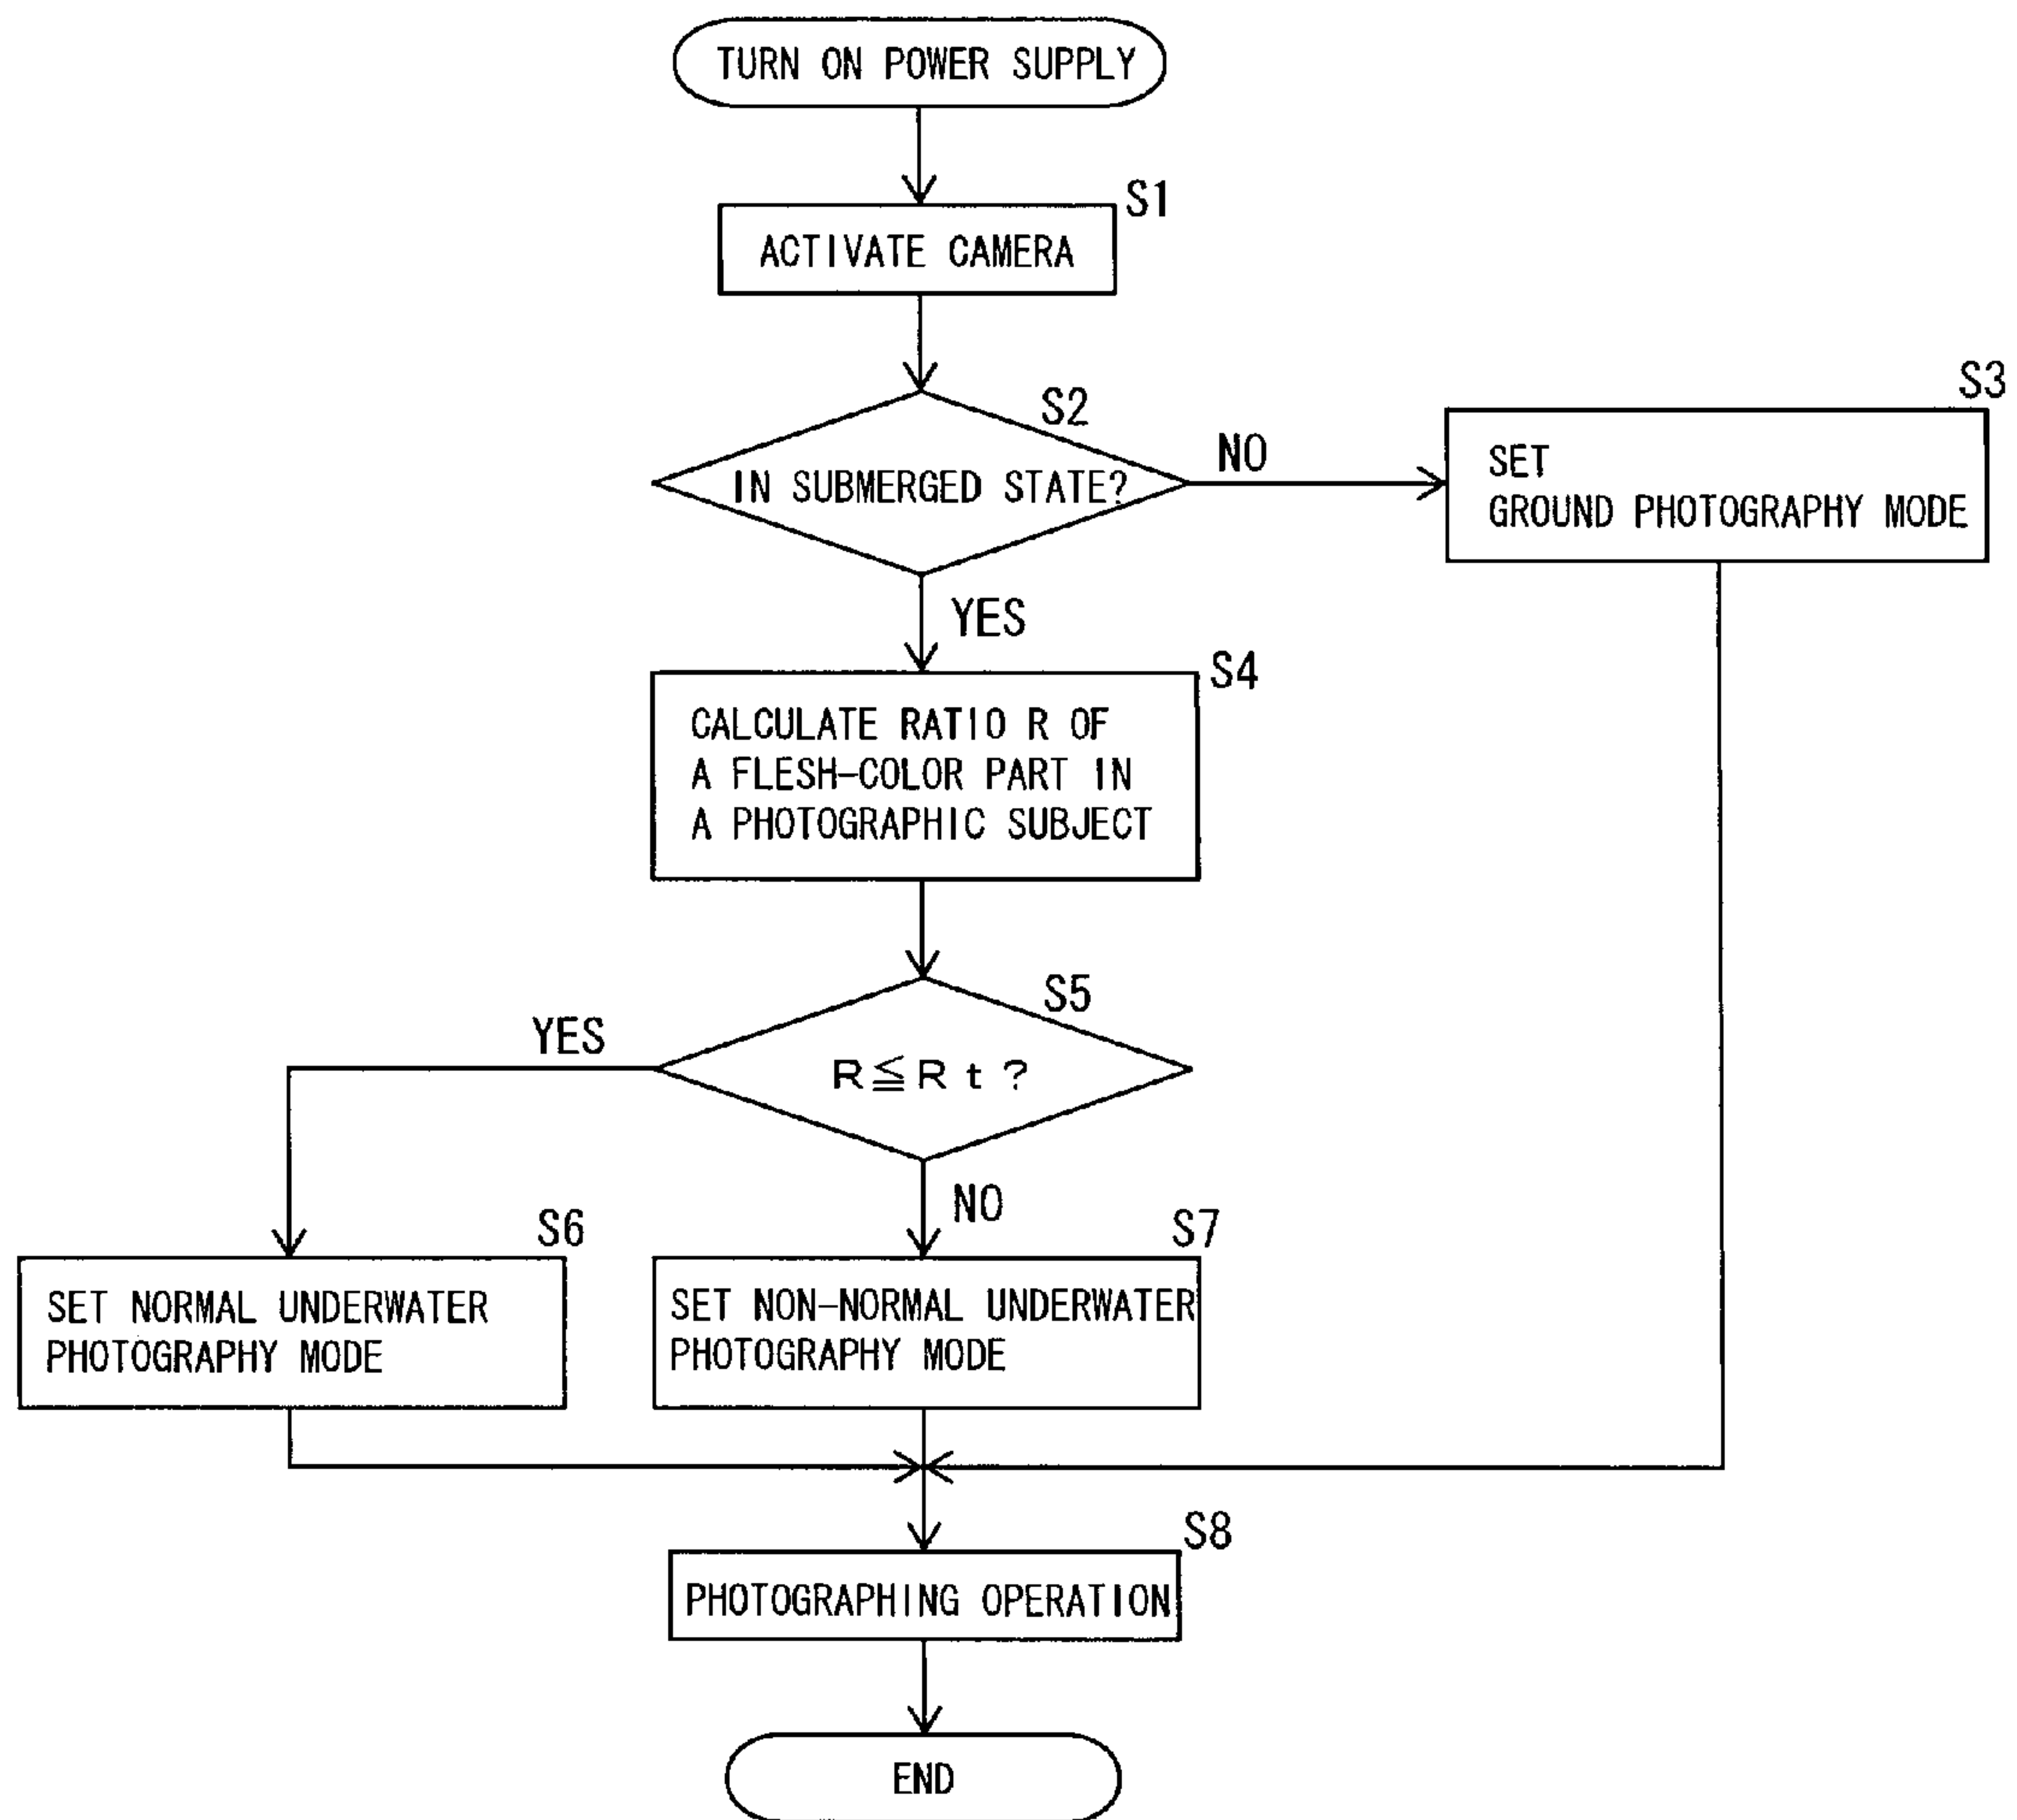 TURN ON POWER SUPPLY
S1
ACTIVATE CAMERA
S2
IN SUBMERGED STATE?
NO
S3
SET
GROUND PHOTOGRAPHY MODE
YES
S4
CALCULATE RATIO R OF
A FLESH-COLOR PART IN
A PHOTOGRAPHIC SUBJECT
S5
R≦Rt?
YES
NO
S6
SET NORMAL UNDERWATER
PHOTOGRAPHY MODE
S7
SET NON-NORMAL UNDERWATER
PHOTOGRAPHY MODE
S8
PHOTOGRAPHING OPERATION
END